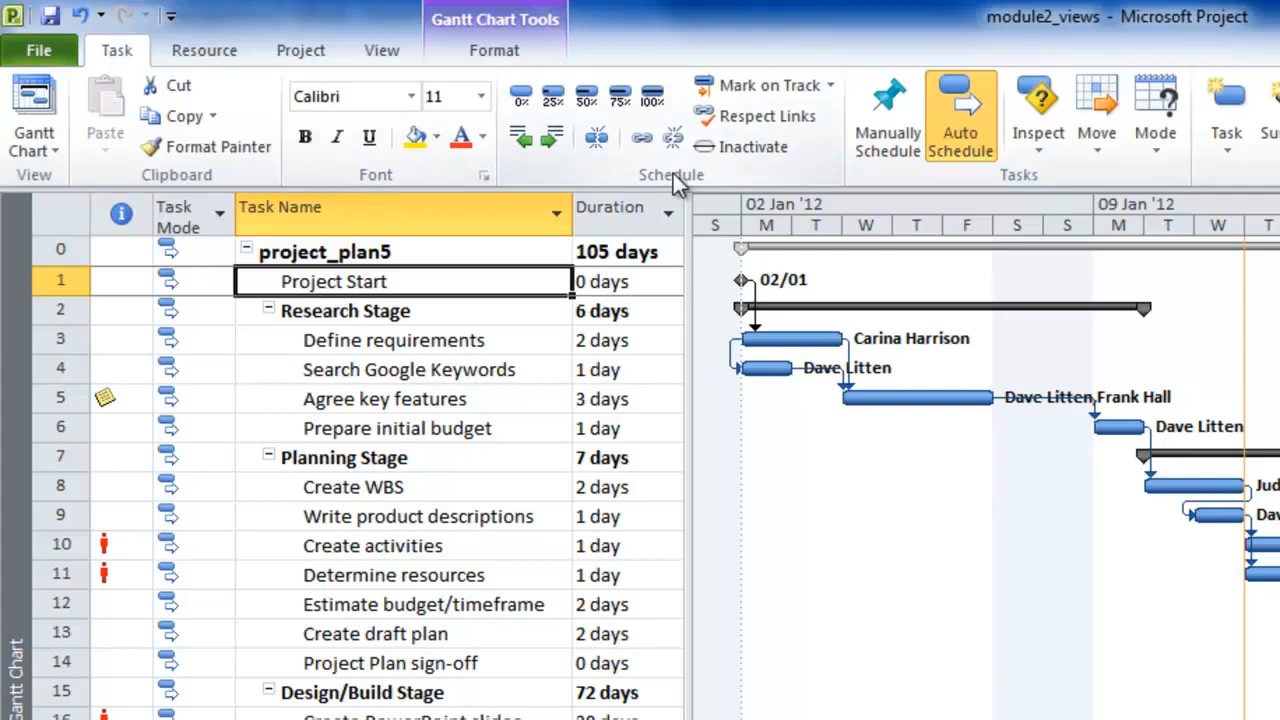 Gantt Chart Tools
module2_views - Microsoft Project
File Task Resource Project View Format
Gantt Chart
View
Paste
Cut
Copy
Format Painter
Clipboard
Calibri 11
B I U A
Font
0% 25% 50% 75% 100%
Mark on Track
Respect Links
Inactivate
Schedule
Manually Schedule
Auto Schedule
Inspect
Move
Mode
Task
Su
Tasks
Task Mode Task Name Duration
02 Jan '12 09 Jan '12
S M T W T F S S M T W T
0 project_plan5 105 days
1 Project Start 0 days 02/01
2 Research Stage 6 days
3 Define requirements 2 days Carina Harrison
4 Search Google Keywords 1 day Dave Litten
5 Agree key features 3 days Dave Litten,Frank Hall
6 Prepare initial budget 1 day Dave Litten
7 Planning Stage 7 days
8 Create WBS 2 days Jud
9 Write product descriptions 1 day Dav
10 Create activities 1 day
11 Determine resources 1 day
12 Estimate budget/timeframe 2 days
13 Create draft plan 2 days
14 Project Plan sign-off 0 days
15 Design/Build Stage 72 days
16 Create PowerPoint slides
Gantt Chart